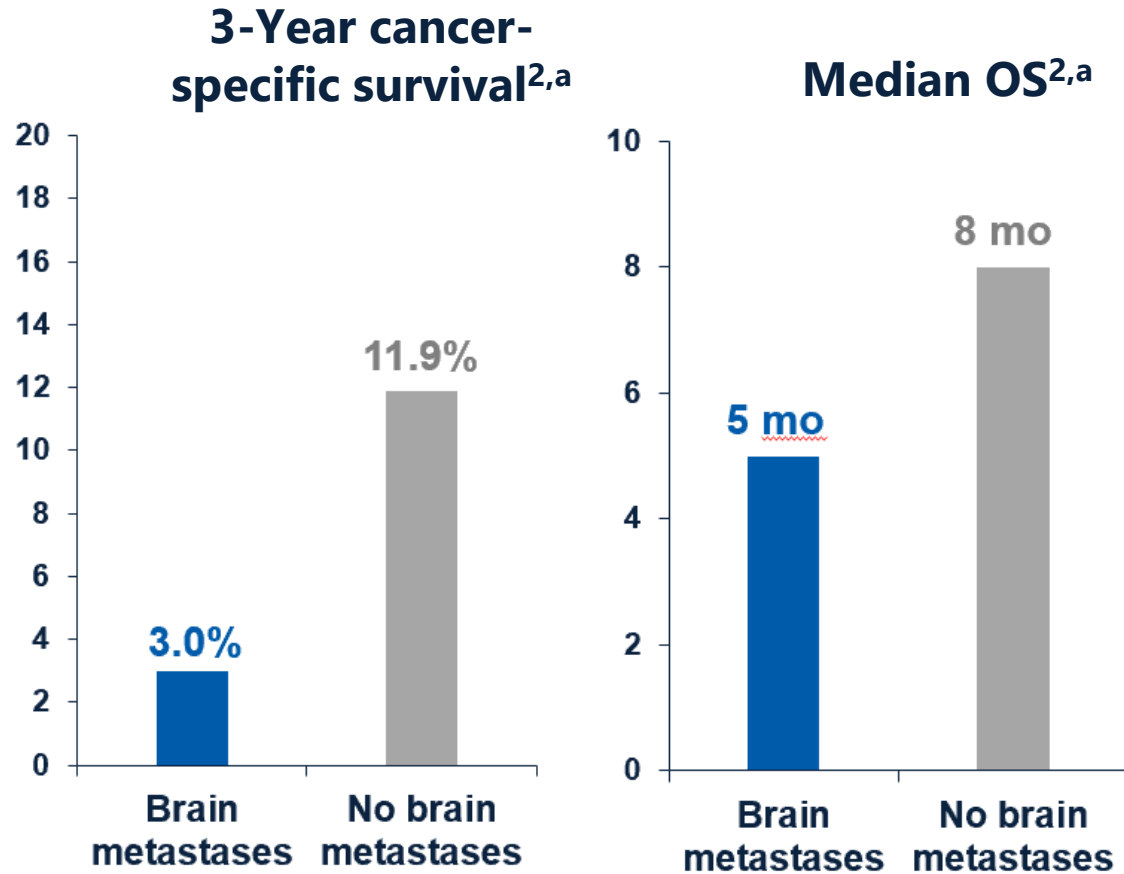 3-Year cancer-
specific survival2,a
20
18
16
14
12
10
8
6
4
2
0
11.9%
3.0%
Brain
metastases
No brain
metastases
Median OS2,a
10
8
6
4
2
0
8 mo
5 mo
Brain
metastases
No brain
metastases